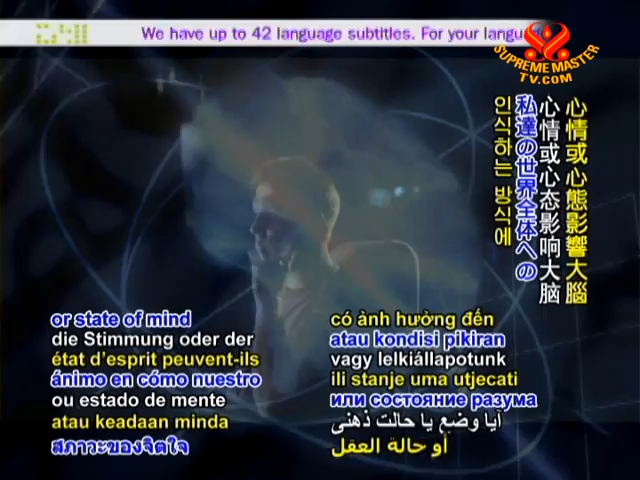 We have up to 42 language subtitles. For your langu
SUPREME MASTER
TV.COM
心情或心態影響大腦
心情或心态影响大脑
私達の世界全体への
인식하는 방식에
or state of mind
die Stimmung oder der
état d'esprit peuvent-ils
ánimo en cómo nuestro
ou estado de mente
atau keadaan minda
สภาวะของจิตใจ
có ảnh hưởng đến
atau kondisi pikiran
vagy lelkiállapotunk
ili stanje uma utjecati
или состояние разума
آیا وضع یا حالت ذهنی
أو حالة العقل